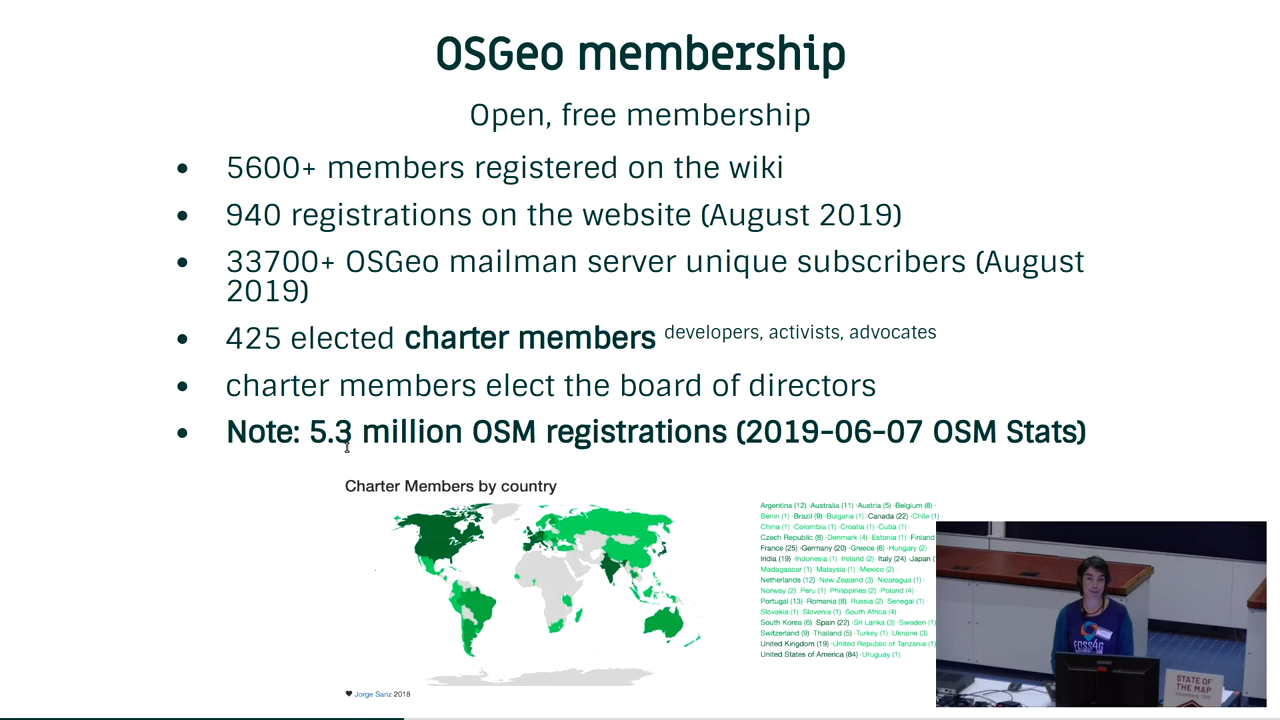 OSGeo membership
Open, free membership
• 5600+ members registered on the wiki
• 940 registrations on the website (August 2019)
• 33700+ OSGeo mailman server unique subscribers (August
2019)
• 425 elected charter members developers, activists, advocates
• charter members elect the board of directors
• Note: 5.3 million OSM registrations (2019-06-07 OSM Stats)
Charter Members by country
Argentina (12) · Australia (11) · Austria (5) · Belgium (8) ·
Benin (1) · Brazil (9) · Bulgaria (1) · Canada (22) · Chile (1)
China (1) · Colombia (1) · Croatia (1) · Cuba (1) ·
Czech Republic (8) · Denmark (4) · Estonia (1) · Finland
France (25) · Germany (20) · Greece (6) · Hungary (2) ·
India (19) · Indonesia (1) · Ireland (2) · Italy (24) · Japan (
Madagascar (1) · Malaysia (1) · Mexico (2) ·
Netherlands (12) · New Zealand (3) · Nicaragua (1) ·
Norway (2) · Peru (1) · Philippines (2) · Poland (4) ·
Portugal (13) · Romania (8) · Russia (2) · Senegal (1) ·
Slovakia (1) · Slovenia (1) · South Africa (4) ·
South Korea (6) · Spain (22) · Sri Lanka (3) · Sweden (1)
Switzerland (9) · Thailand (5) · Turkey (1) · Ukraine (3) ·
United Kingdom (19) · United Republic of Tanzania (1)
United States of America (84) · Uruguay (1)
♥ Jorge Sanz 2018
FOSS4G
STATE OF
THE MAP